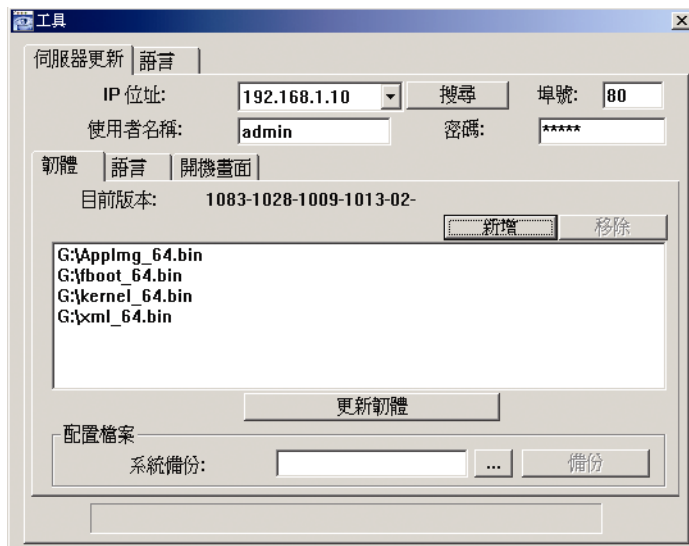 工具
伺服器更新 語言
IP 位址: 192.168.1.10 搜尋 埠號: 80
使用者名稱: admin 密碼: *****
韌體 語言 開機畫面
目前版本: 1083-1028-1009-1013-02-
新增 移除
G:\AppImg_64.bin
G:\fboot_64.bin
G:\kernel_64.bin
G:\xml_64.bin
更新韌體
配置檔案
系統備份: ... 備份